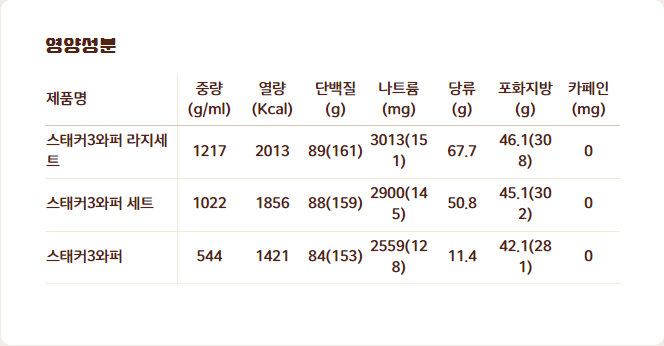 영양성분
제품명 중량 (g/ml) 열량 (Kcal) 단백질 (g) 나트륨 (mg) 당류 (g) 포화지방 (g) 카페인 (mg)
스태커3와퍼 라지세트 1217 2013 89(161) 3013(151) 67.7 46.1(308) 0
스태커3와퍼 세트 1022 1856 88(159) 2900(145) 50.8 45.1(302) 0
스태커3와퍼 544 1421 84(153) 2559(128) 11.4 42.1(281) 0